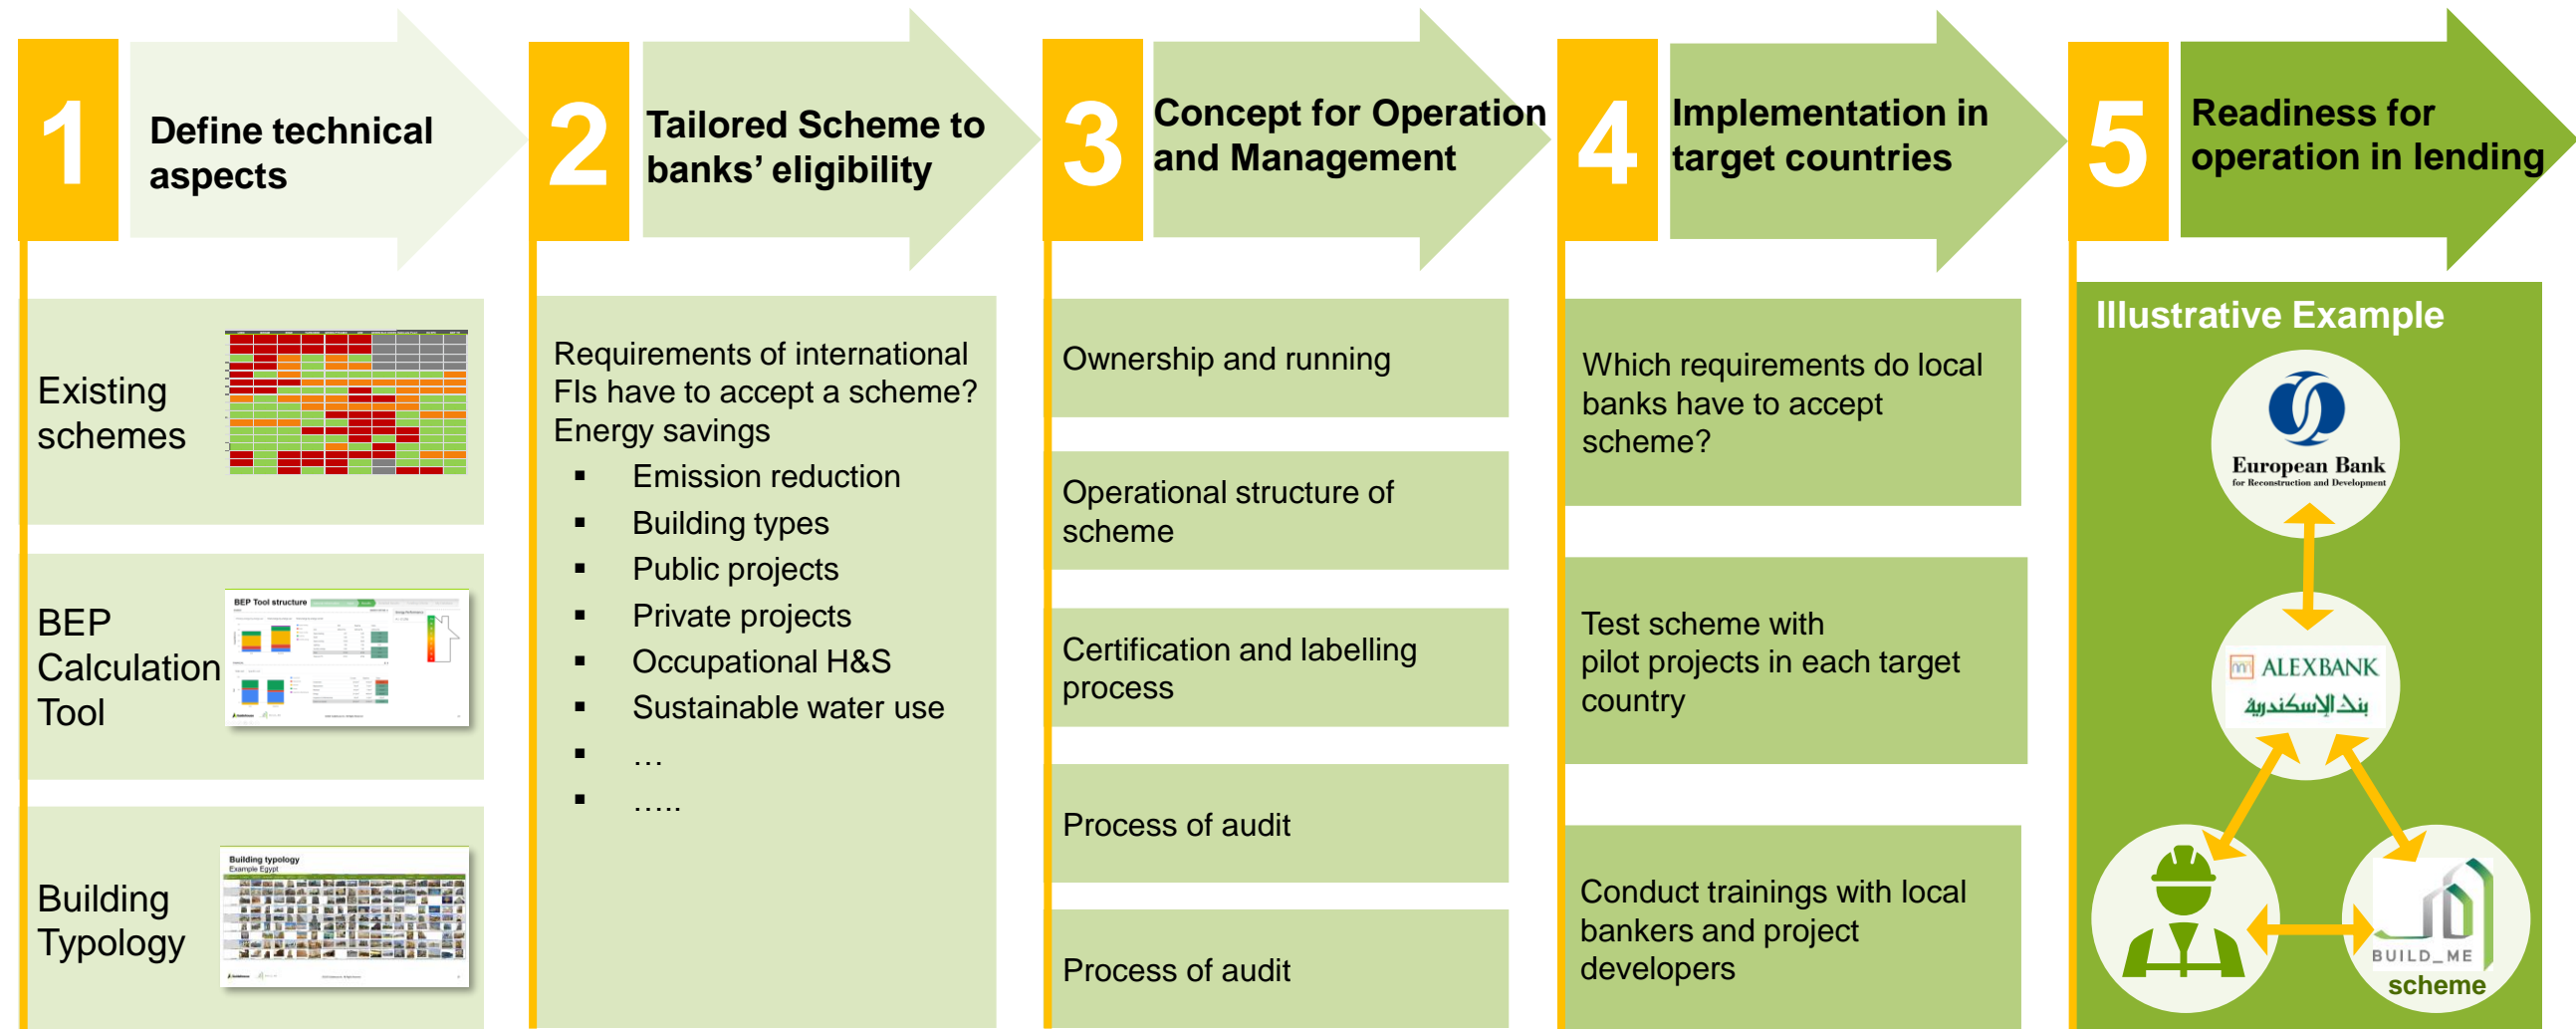 1
Define technical
aspects
Existing
schemes
BEP
Calculation
Tool
BEP Tool structure
Building
Typology
Building typology
Example Egypt
2
Tailored Scheme to
banks’ eligibility
Requirements of international
FIs have to accept a scheme?
Energy savings
▪ Emission reduction
▪ Building types
▪ Public projects
▪ Private projects
▪ Occupational H&S
▪ Sustainable water use
▪ …
▪ …..
3
Concept for Operation
and Management
Ownership and running
Operational structure of
scheme
Certification and labelling
process
Process of audit
Process of audit
4
Implementation in
target countries
Which requirements do local
banks have to accept
scheme?
Test scheme with
pilot projects in each target
country
Conduct trainings with local
bankers and project
developers
5
Readiness for
operation in lending
Illustrative Example
European Bank
for Reconstruction and Development
ALEXBANK
بنك الإسكندرية
BUILD_ME
scheme